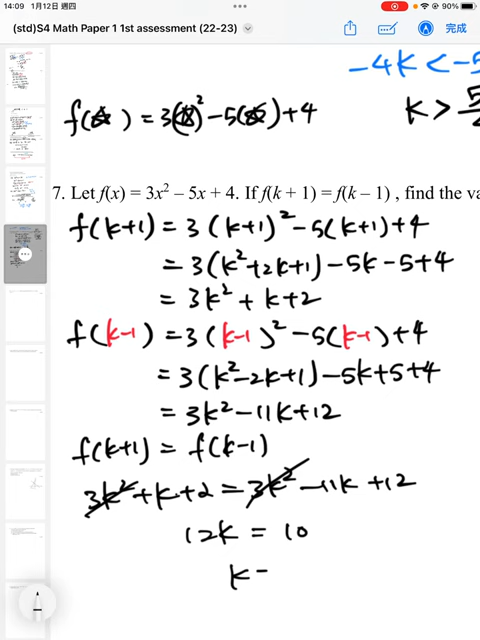 14:09 1月12日 週四 90%
(std)S4 Math Paper 1 1st assessment (22-23) 完成
-4k < -5
k > 5
f( ) = 3( )² - 5( ) + 4
7. Let f(x) = 3x² – 5x + 4. If f(k + 1) = f(k – 1) , find the va
f(k+1) = 3(k+1)² - 5(k+1) + 4
= 3(k²+2k+1) - 5k - 5 + 4
= 3k² + k + 2
f(k-1) = 3(k-1)² - 5(k-1) + 4
= 3(k²-2k+1) - 5k + 5 + 4
= 3k² - 11k + 12
f(k+1) = f(k-1)
3k² + k + 2 = 3k² - 11k + 12
12k = 10
k =